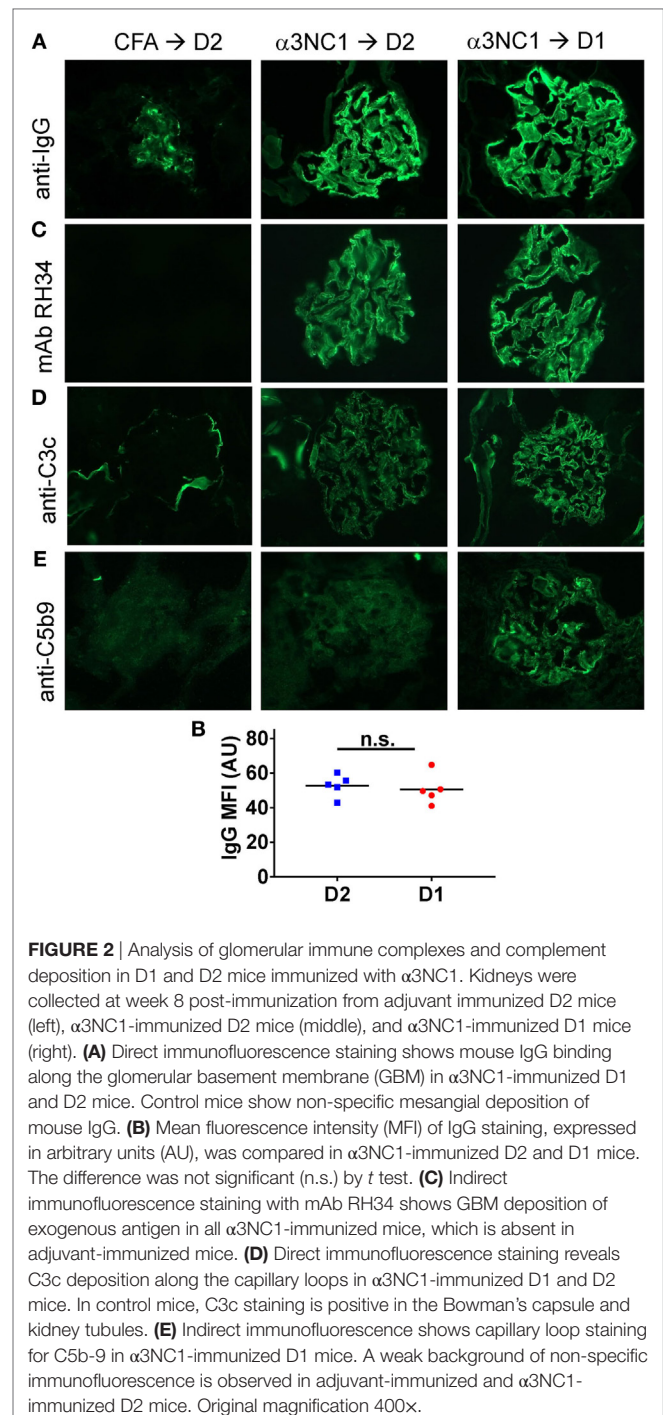 A CFA → D2 α3NC1 → D2 α3NC1 → D1
anti-IgG
C
mAb RH34
D
anti-C3c
E
anti-C5b9
B
n.s.
80
60
40
20
0
IgG MFI (AU)
D2 D1
FIGURE 2 | Analysis of glomerular immune complexes and complement
deposition in D1 and D2 mice immunized with α3NC1. Kidneys were
collected at week 8 post-immunization from adjuvant immunized D2 mice
(left), α3NC1-immunized D2 mice (middle), and α3NC1-immunized D1 mice
(right). (A) Direct immunofluorescence staining shows mouse IgG binding
along the glomerular basement membrane (GBM) in α3NC1-immunized D1
and D2 mice. Control mice show non-specific mesangial deposition of
mouse IgG. (B) Mean fluorescence intensity (MFI) of IgG staining, expressed
in arbitrary units (AU), was compared in α3NC1-immunized D2 and D1 mice.
The difference was not significant (n.s.) by t test. (C) Indirect
immunofluorescence staining with mAb RH34 shows GBM deposition of
exogenous antigen in all α3NC1-immunized mice, which is absent in
adjuvant-immunized mice. (D) Direct immunofluorescence staining reveals
C3c deposition along the capillary loops in α3NC1-immunized D1 and D2
mice. In control mice, C3c staining is positive in the Bowman's capsule and
kidney tubules. (E) Indirect immunofluorescence shows capillary loop staining
for C5b-9 in α3NC1-immunized D1 mice. A weak background of non-specific
immunofluorescence is observed in adjuvant-immunized and α3NC1-
immunized D2 mice. Original magnification 400×.